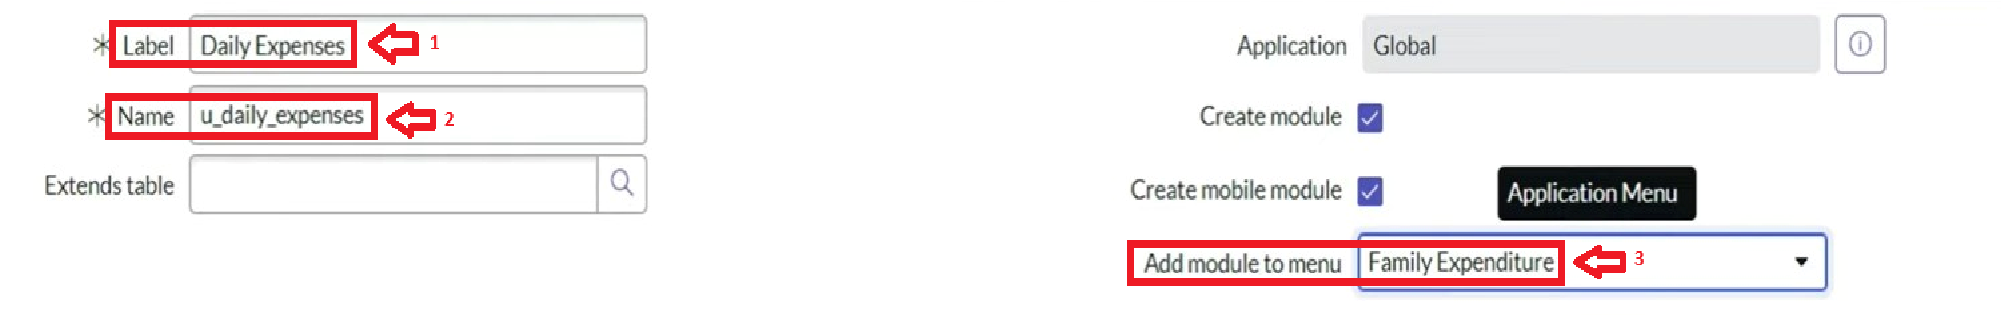 * Label Daily Expenses 1
* Name u_daily_expenses 2
Extends table
Application Global
Create module
Create mobile module Application Menu
Add module to menu Family Expenditure 3